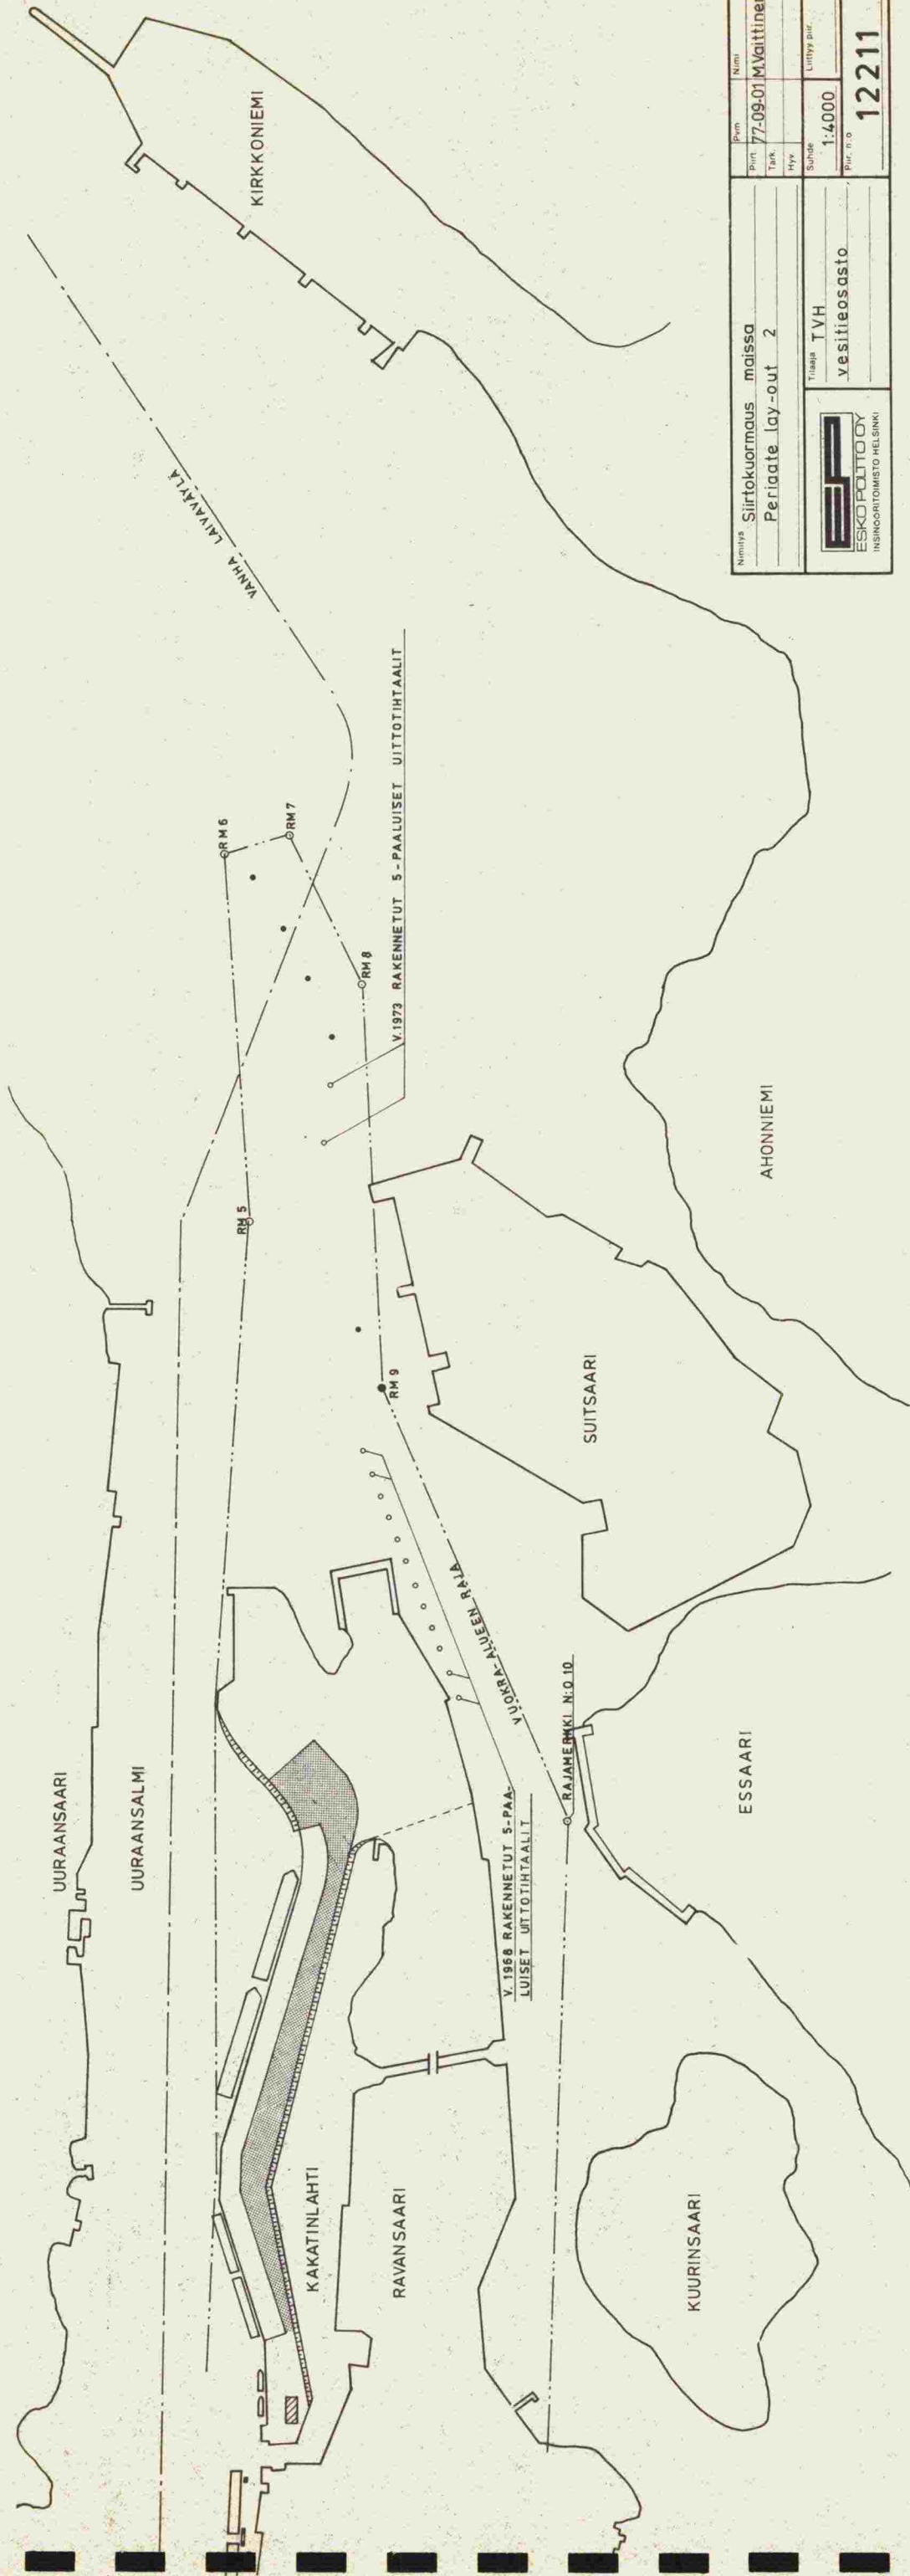 UURAANSAARI
UURAANSALMI
KAKATINLAHTI
RAVANSAARI
KUURINSAARI
V. 1968 RAKENNETUT 5-PAA-
LUISET UITTOTIHTAALIT
VUOKRA-ALUEEN RAJA
RAJAMERKKI N:O 10
ESSAARI
SUITSAARI
AHONNIEMI
RM 9
RM 5
RM 8
RM 7
RM 6
V.1973 RAKENNETUT 5-PAALUISET UITTOTIHTAALIT
VANHA LAIVAVÄYLÄ
KIRKKONIEMI
Nimitys
Siirtokuormaus maissa
Periaate lay-out 2
Pvm
Nimi
Piirt. 77-09-01 M.Vaittinen
Tark.
Hyv.
EP
ESKO POLTTO OY
INSINÖÖRITOIMISTO HELSINKI
Tilaaja TVH
vesitieosasto
Suhde
1:4000
Liittyy piir.
Piir. n:o
12211